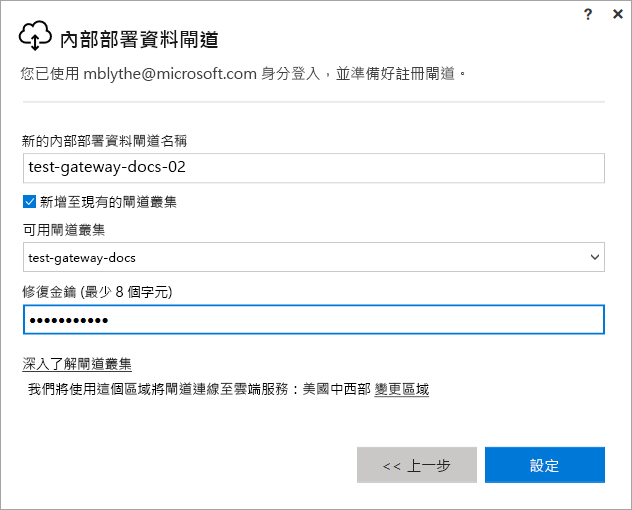 ? ×
內部部署資料閘道
您已使用 mblythe@microsoft.com 身分登入，並準備好註冊閘道。
新的內部部署資料閘道名稱
test-gateway-docs-02
新增至現有的閘道叢集
可用閘道叢集
test-gateway-docs
修復金鑰 (最少 8 個字元)
●●●●●●●●●●●
深入了解閘道叢集
我們將使用這個區域將閘道連線至雲端服務：美國中西部 變更區域
<< 上一步
設定